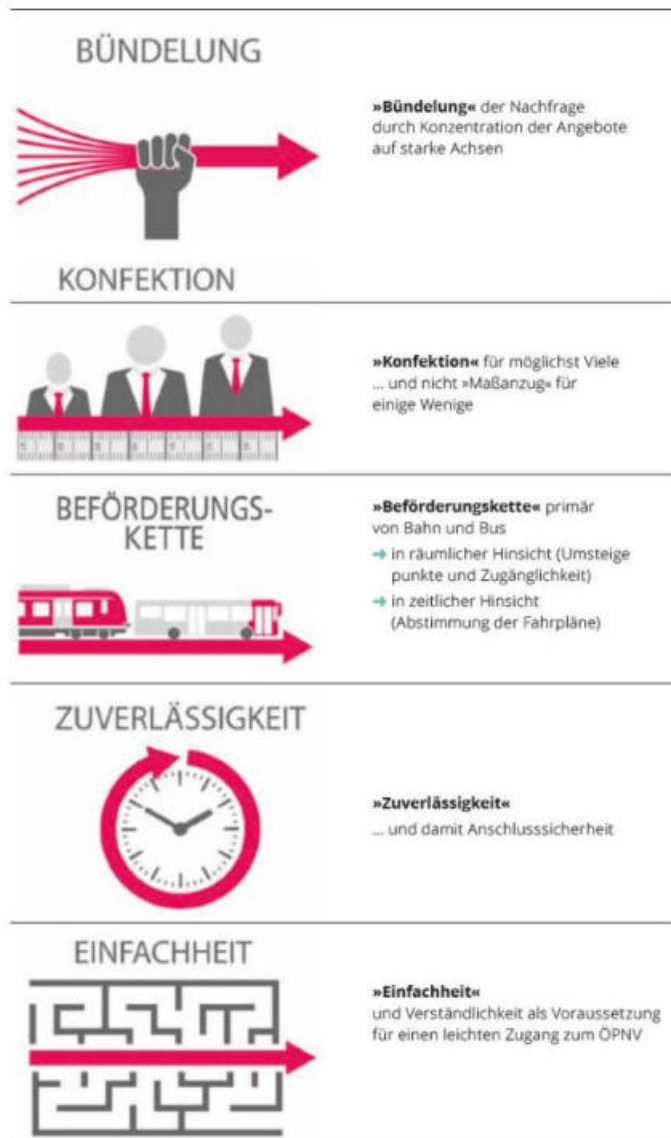 BÜNDELUNG
»Bündelung« der Nachfrage
durch Konzentration der Angebote
auf starke Achsen
KONFEKTION
»Konfektion« für möglichst Viele
... und nicht »Maßanzug« für
einige Wenige
BEFÖRDERUNGS-
KETTE
»Beförderungskette« primär
von Bahn und Bus
➔ in räumlicher Hinsicht (Umsteige
punkte und Zugänglichkeit)
➔ in zeitlicher Hinsicht
(Abstimmung der Fahrpläne)
ZUVERLÄSSIGKEIT
»Zuverlässigkeit«
... und damit Anschlusssicherheit
EINFACHHEIT
»Einfachheit«
und Verständlichkeit als Voraussetzung
für einen leichten Zugang zum ÖPNV